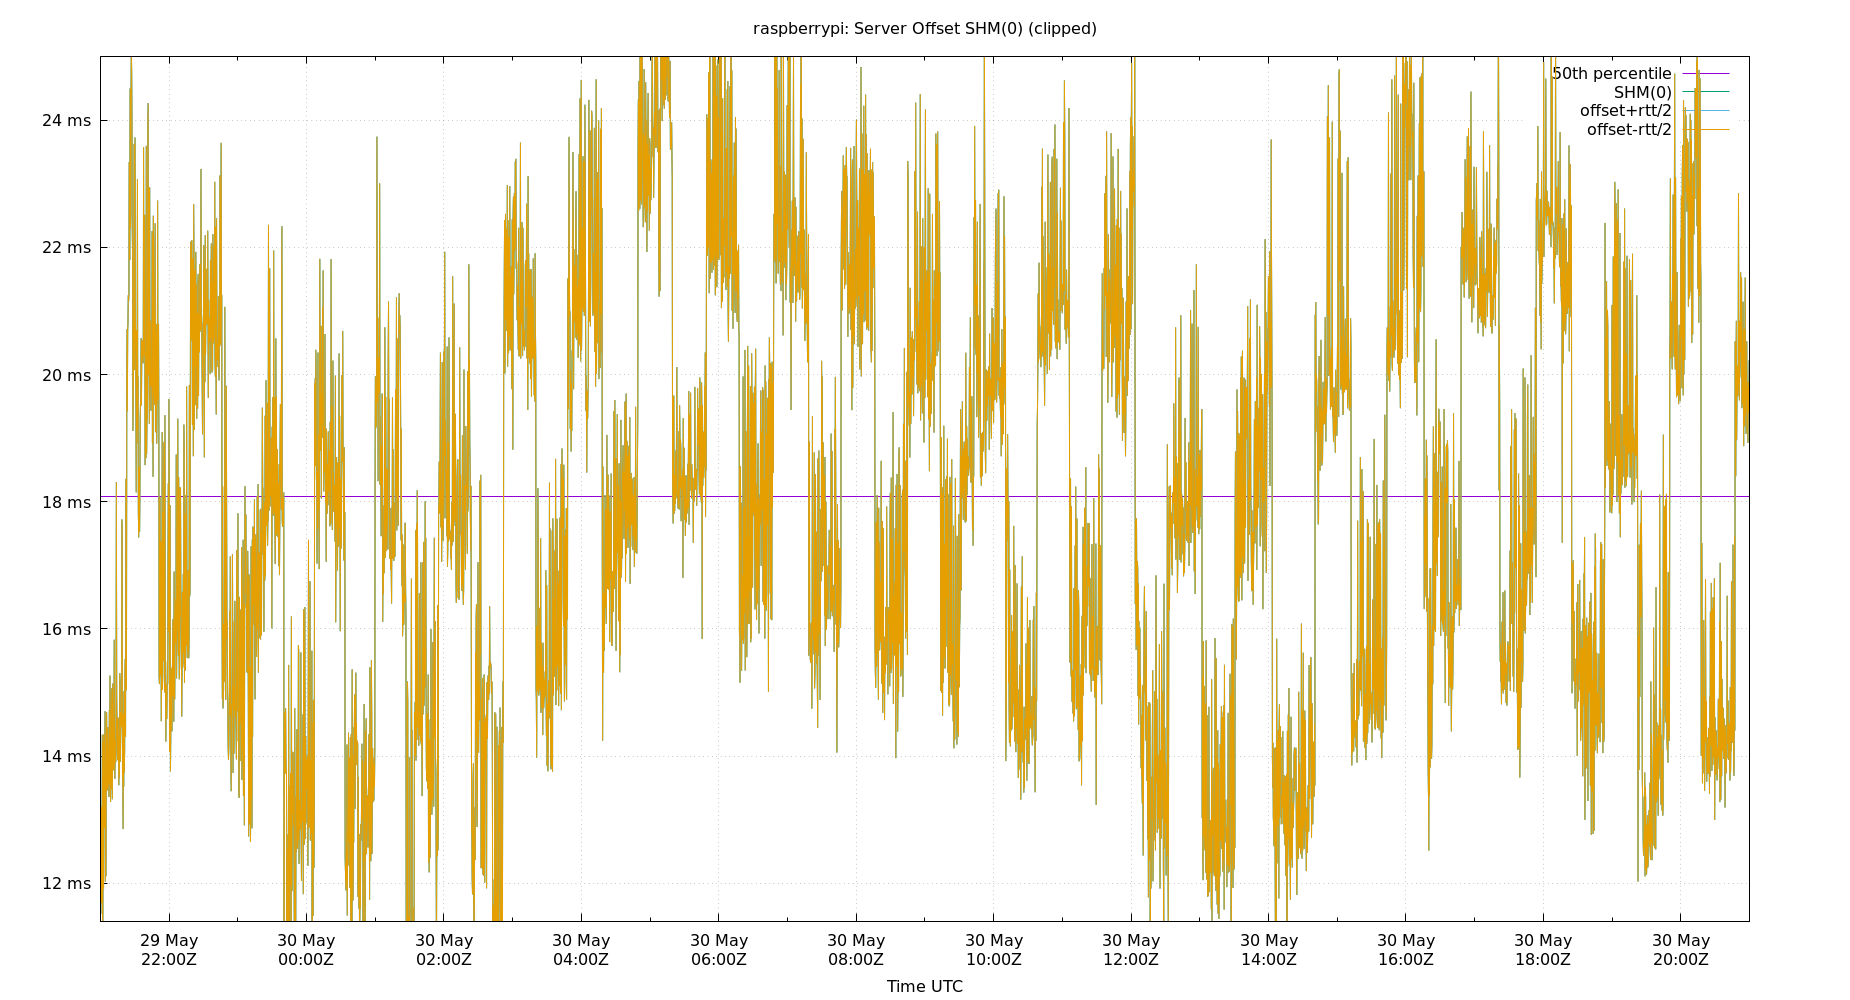 raspberrypi: Server Offset SHM(0) (clipped)
50th percentile
SHM(0)
offset+rtt/2
offset-rtt/2
24 ms
22 ms
20 ms
18 ms
16 ms
14 ms
12 ms
29 May 30 May 30 May 30 May 30 May 30 May 30 May 30 May 30 May 30 May 30 May 30 May
22:00Z 00:00Z 02:00Z 04:00Z 06:00Z 08:00Z 10:00Z 12:00Z 14:00Z 16:00Z 18:00Z 20:00Z
Time UTC